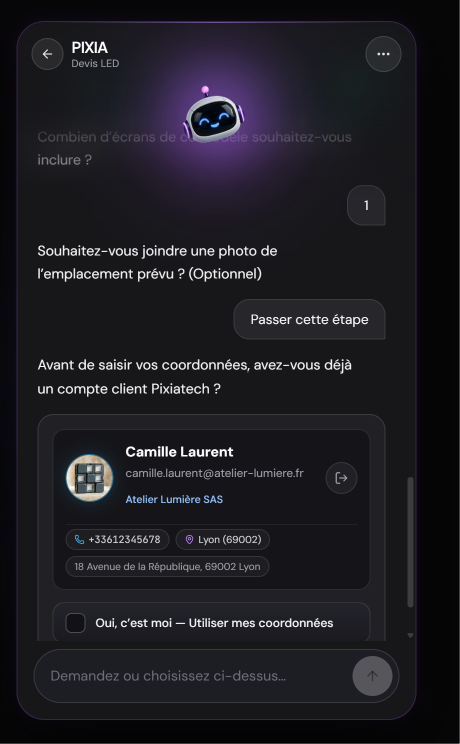 PIXIA
Devis LED
Combien d'écrans de ce modèle souhaitez-vous
inclure ?
1
Souhaitez-vous joindre une photo de
l'emplacement prévu ? (Optionnel)
Passer cette étape
Avant de saisir vos coordonnées, avez-vous déjà
un compte client Pixiatech ?
Camille Laurent
camille.laurent@atelier-lumiere.fr
Atelier Lumière SAS
+33612345678
Lyon (69002)
18 Avenue de la République, 69002 Lyon
Oui, c'est moi — Utiliser mes coordonnées
Demandez ou choisissez ci-dessus...